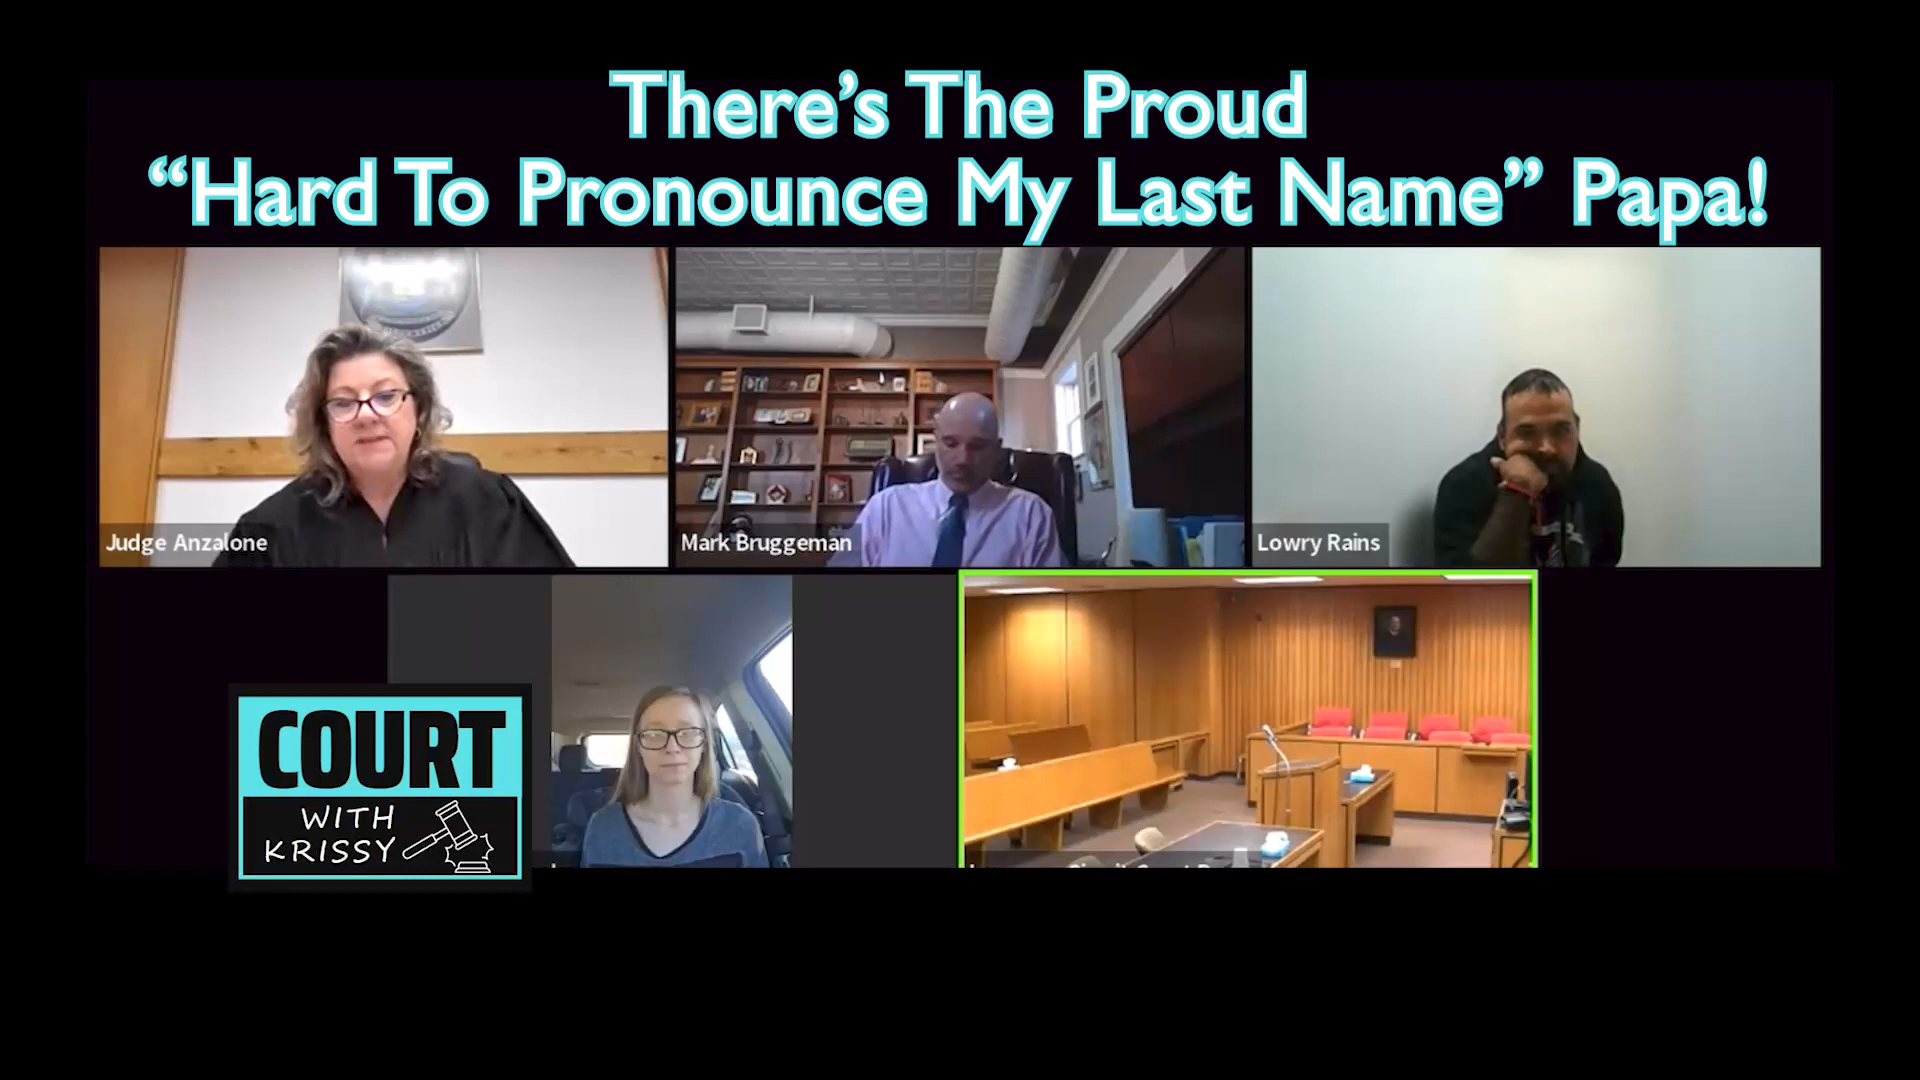 There's The Proud
“Hard To Pronounce My Last Name” Papa!
Judge Anzalone
Mark Bruggeman
Lowry Rains
COURT
WITH
KRISSY